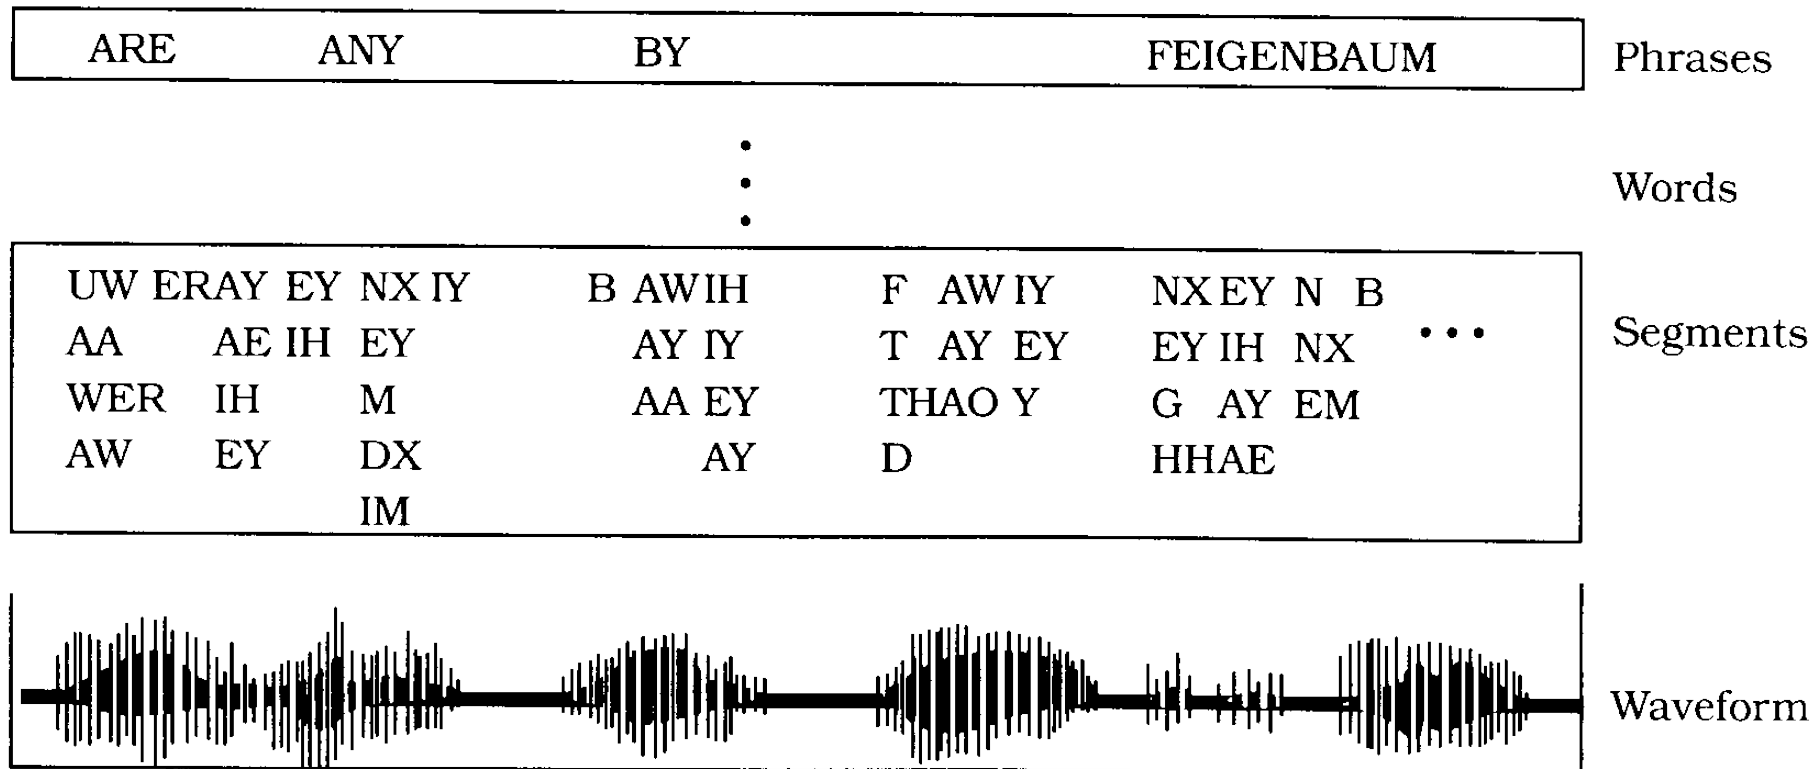 ARE ANY BY FEIGENBAUM Phrases
Words
UW ERAY EY NX IY B AW IH F AW IY NX EY N B
AA AE IH EY AY IY T AY EY EY IH NX ... Segments
WER IH M AA EY THAO Y G AY EM
AW EY DX AY D HHAE
IM
Waveform